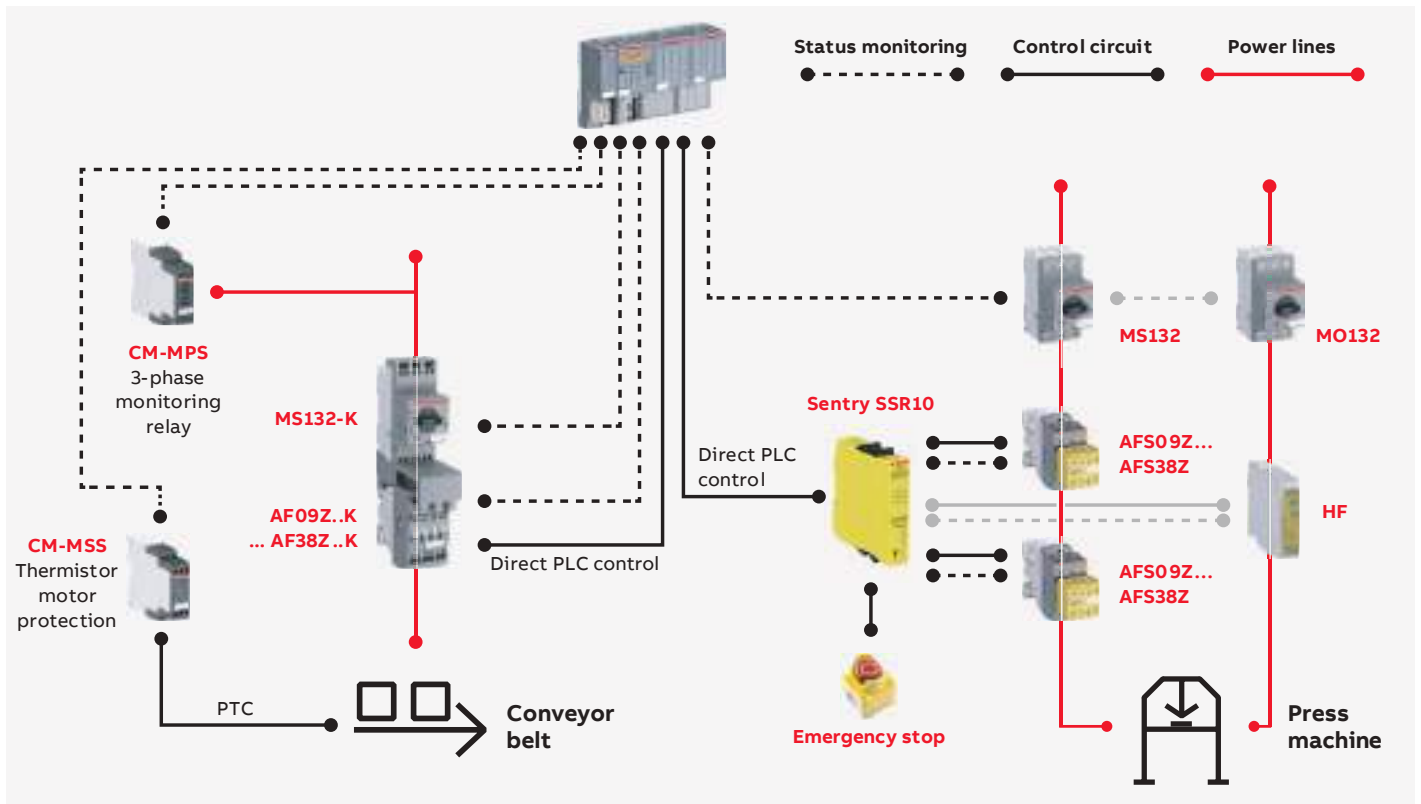 Status monitoring
Control circuit
Power lines
CM-MPS
3-phase
monitoring
relay
MS132-K
AF09Z..K
... AF38Z..K
Direct PLC control
CM-MSS
Thermistor
motor
protection
PTC
Conveyor
belt
Direct PLC
control
Sentry SSR10
Emergency stop
MS132
MO132
AFS09Z...
AFS38Z
HF
AFS09Z...
AFS38Z
Press
machine